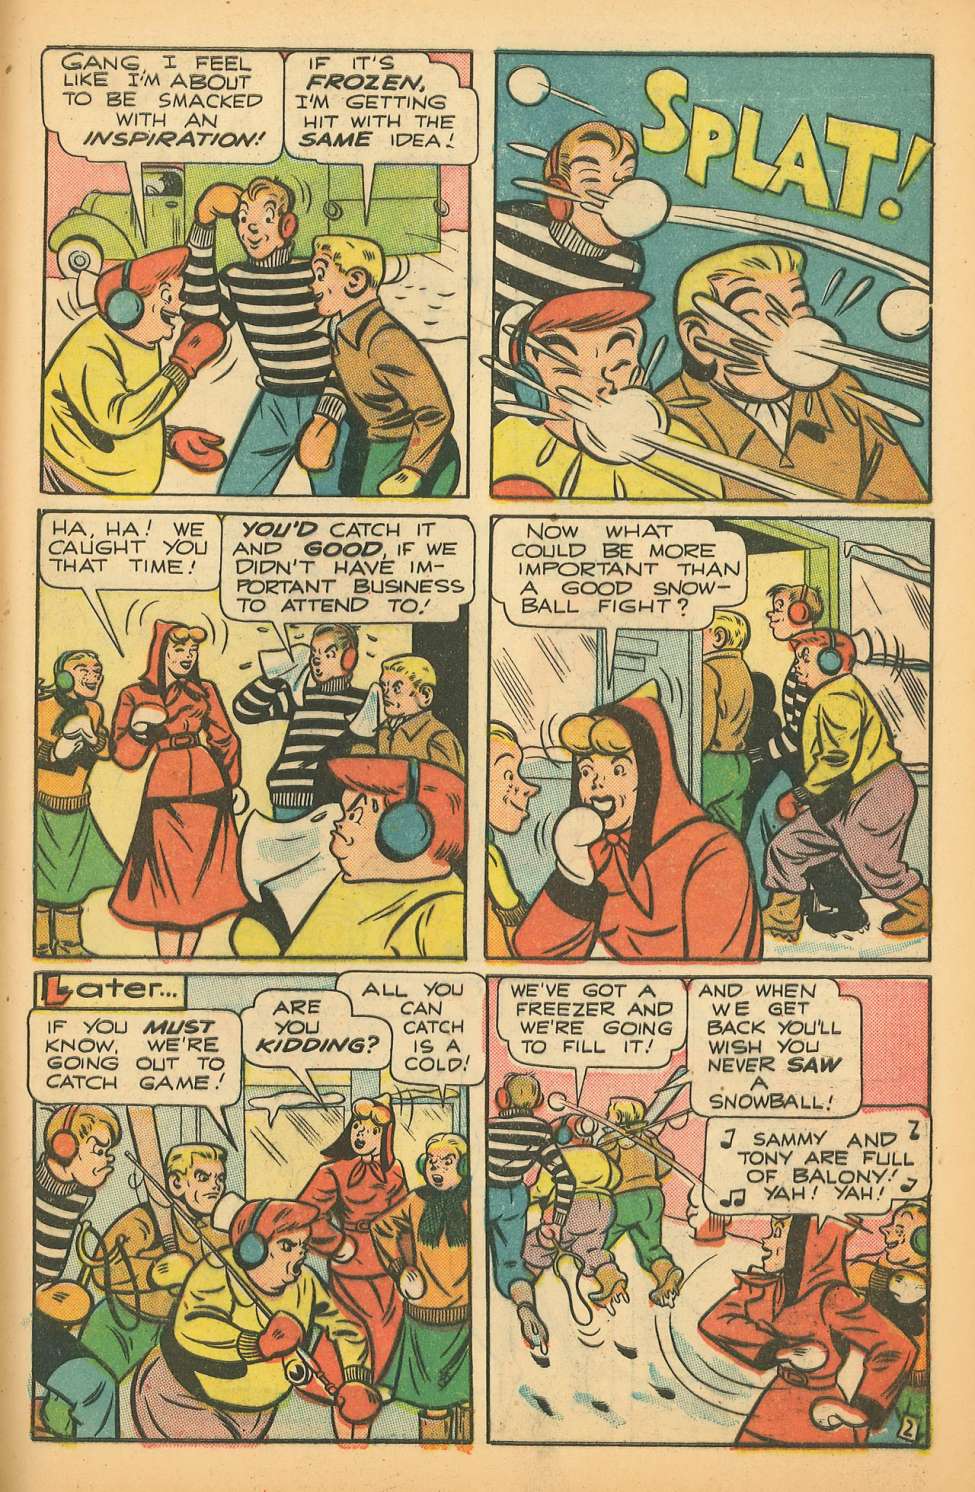 GANG, I FEEL
LIKE I'M ABOUT
TO BE SMACKED
WITH AN
INSPIRATION!
IF IT'S
FROZEN,
I'M GETTING
HIT WITH THE
SAME IDEA!
SPLAT!
HA, HA! WE
CAUGHT YOU
THAT TIME!
YOU'D CATCH IT
AND GOOD, IF WE
DIDN'T HAVE IM-
PORTANT BUSINESS
TO ATTEND TO!
NOW WHAT
COULD BE MORE
IMPORTANT THAN
A GOOD SNOW-
BALL FIGHT?
Later...
IF YOU MUST
KNOW, WE'RE
GOING OUT TO
CATCH GAME!
ARE
YOU
KIDDING?
ALL YOU
CAN
CATCH
IS A
COLD!
WE'VE GOT A
FREEZER AND
WE'RE GOING
TO FILL IT!
AND WHEN
WE GET
BACK YOU'LL
WISH YOU
NEVER SAW
A
SNOWBALL!
SAMMY AND
TONY ARE FULL
OF BALONY!
YAH! YAH!
2